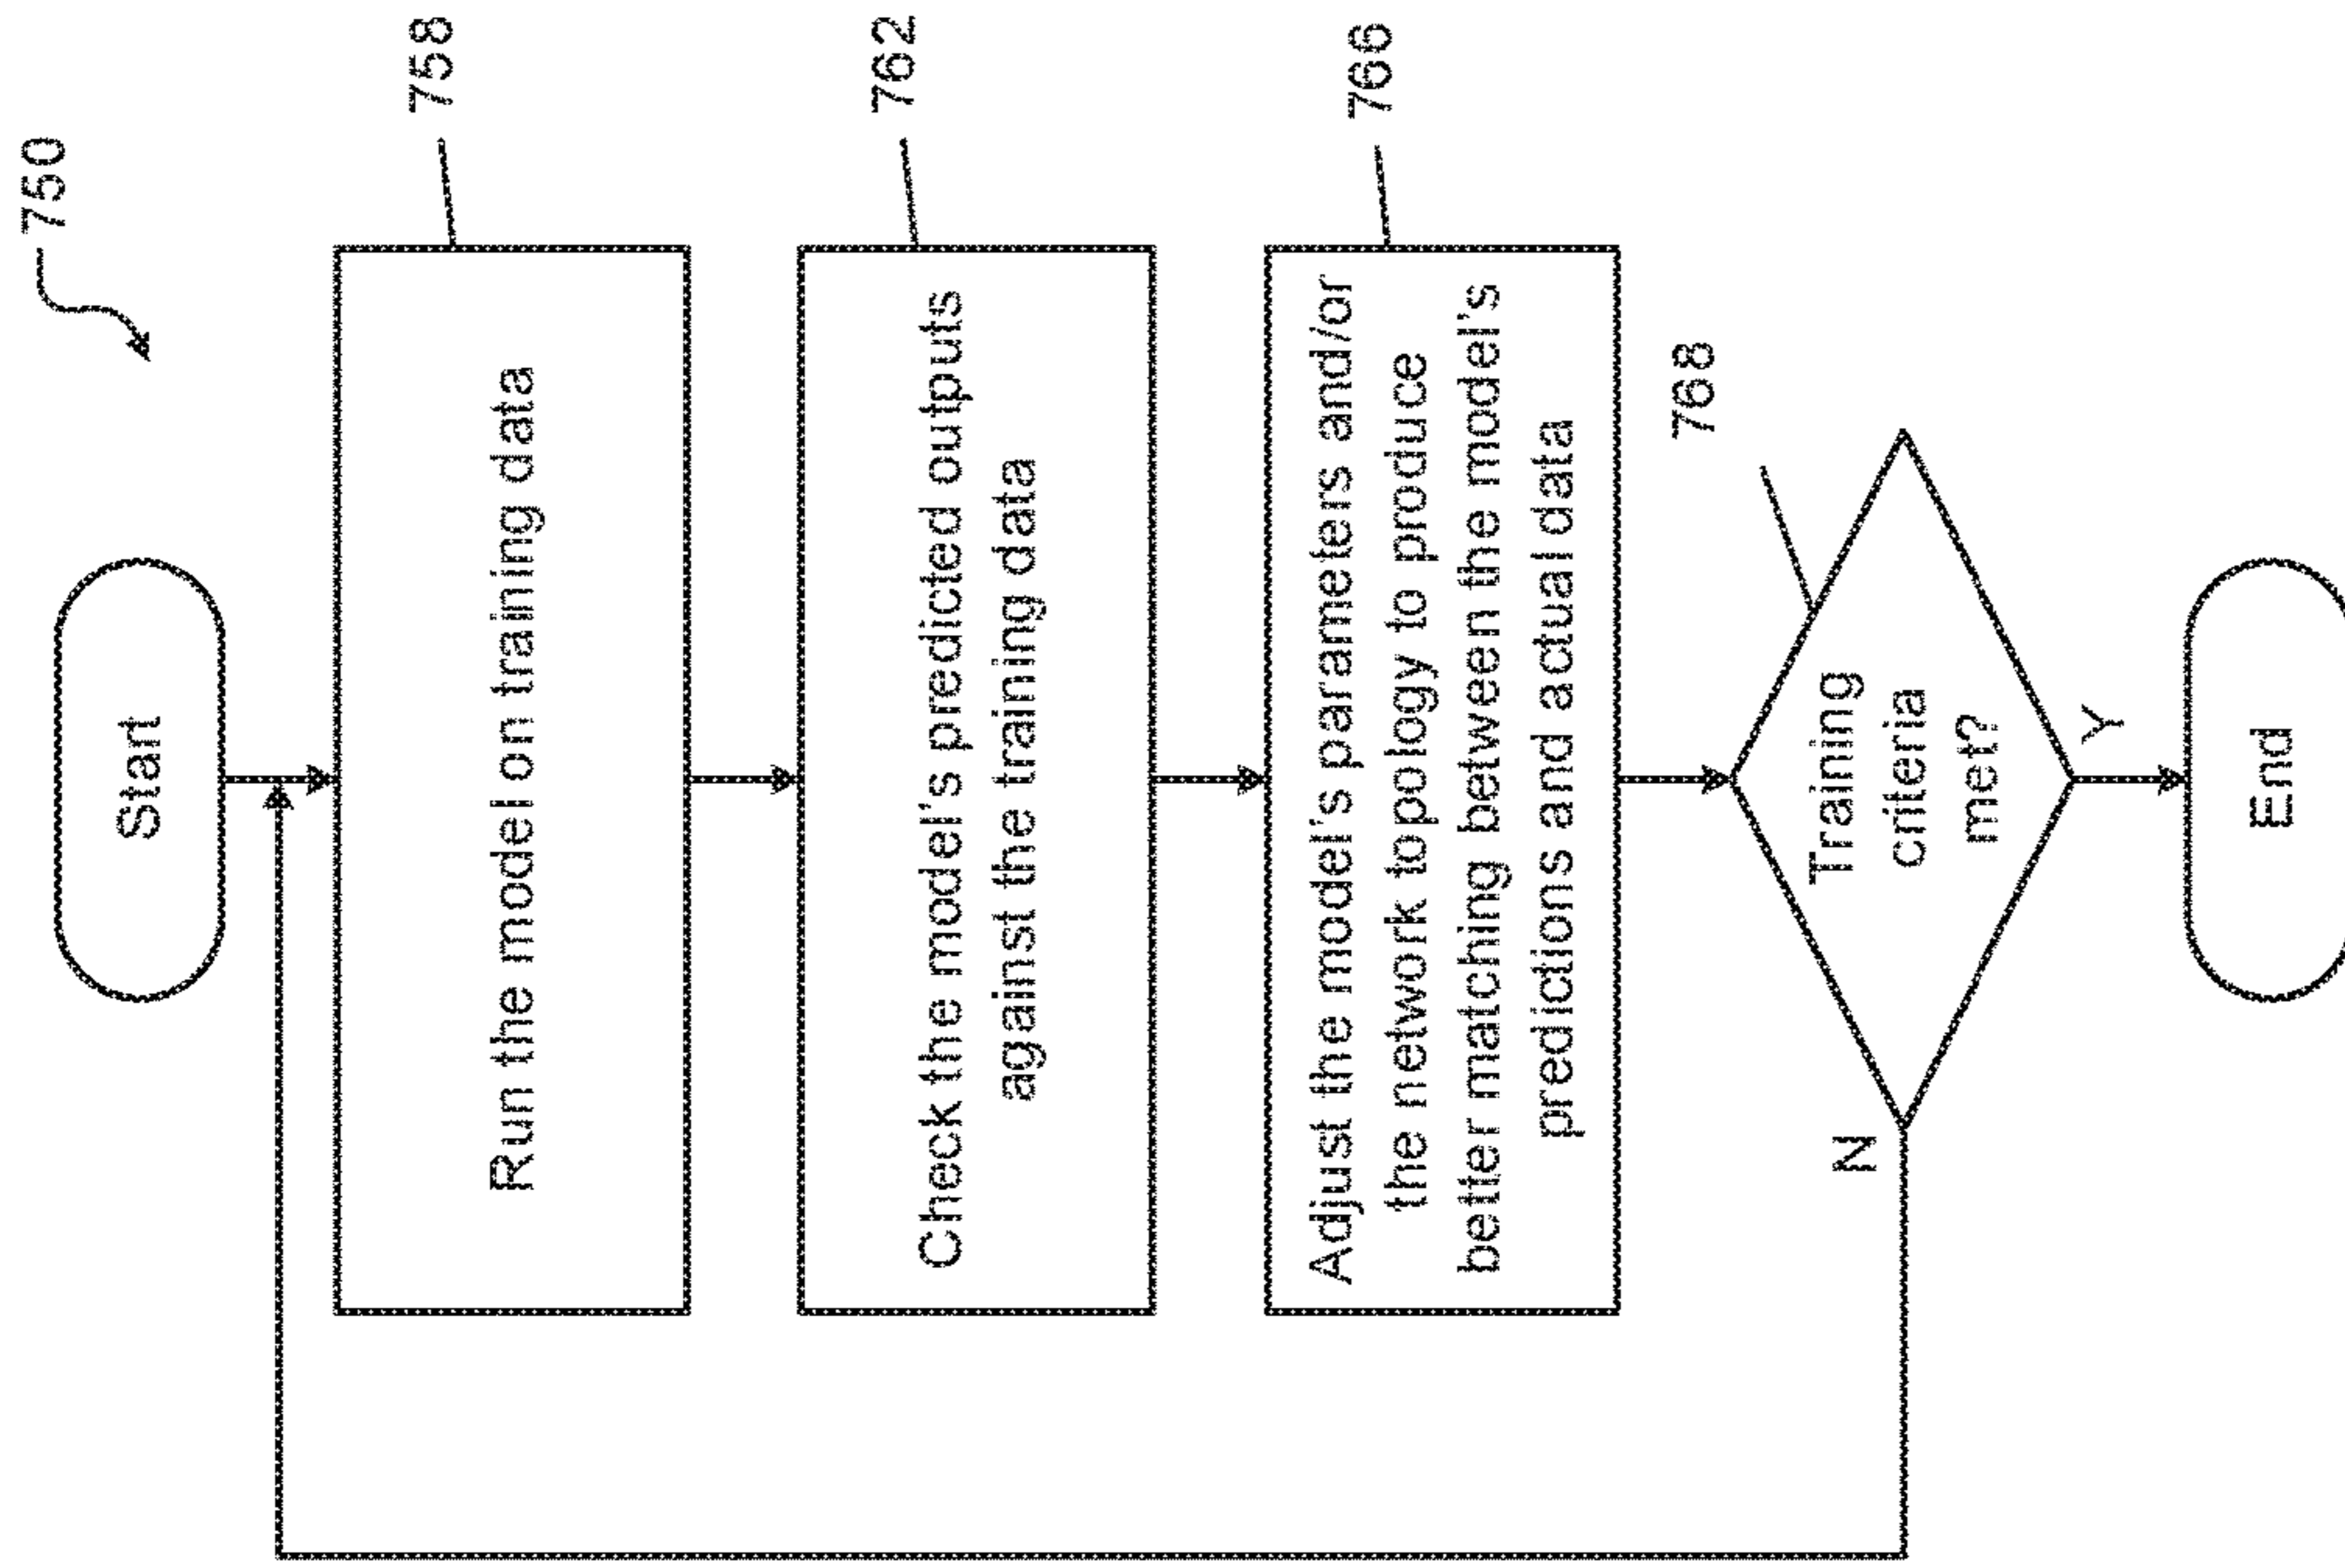 750
Start
Run the model on training data
758
Check the model's predicted outputs
against the training data
762
Adjust the model's parameters and/or
the network topology to produce
better matching between the model's
predictions and actual data
766
768
Training
criteria
met?
N
Y
End